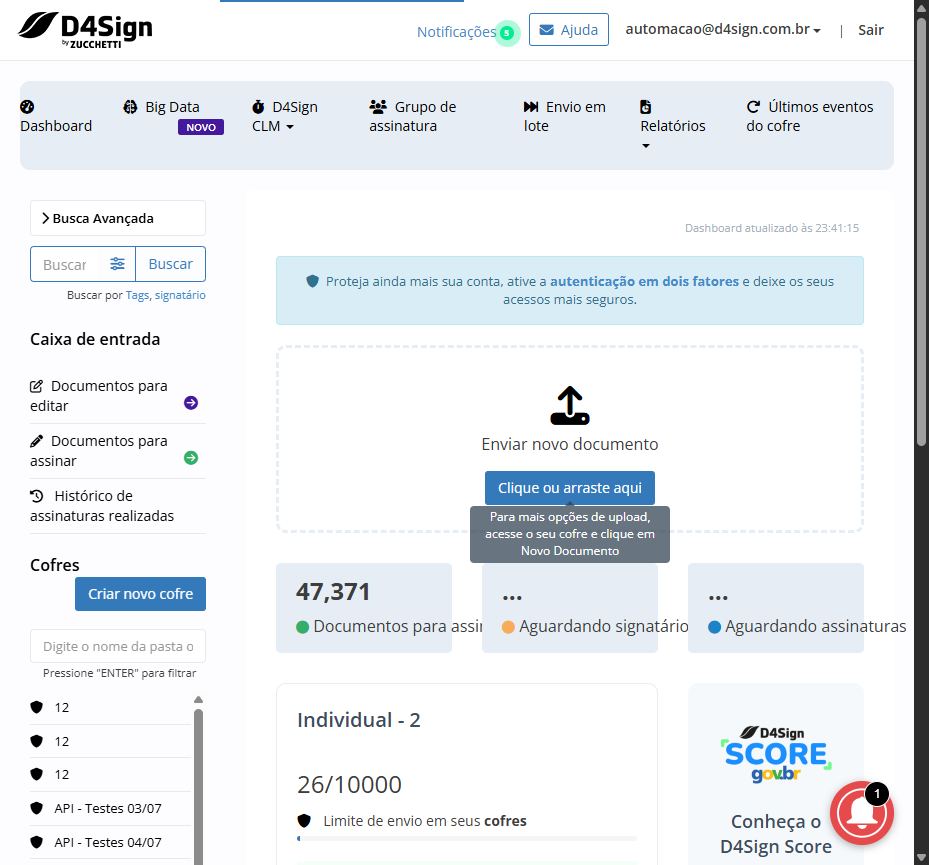 D4Sign
by ZUCCHETTI
Notificações 5
Ajuda
automacao@d4sign.com.br
|
Sair
Dashboard
Big Data
NOVO
D4Sign
CLM
Grupo de
assinatura
Envio em
lote
Relatórios
Últimos eventos
do cofre
Busca Avançada
Buscar
Buscar
Buscar por Tags, signatário
Caixa de entrada
Documentos para
editar
Documentos para
assinar
Histórico de
assinaturas realizadas
Cofres
Criar novo cofre
Digite o nome da pasta o
Pressione "ENTER" para filtrar
12
12
12
API - Testes 03/07
API - Testes 04/07
Dashboard atualizado às 23:41:15
Proteja ainda mais sua conta, ative a autenticação em dois fatores e deixe os seus
acessos mais seguros.
Enviar novo documento
Clique ou arraste aqui
Para mais opções de upload,
acesse o seu cofre e clique em
Novo Documento
47,371
Documentos para assir
...
Aguardando signatário
...
Aguardando assinaturas
Individual - 2
26/10000
Limite de envio em seus cofres
D4Sign
SCORE
gov.br
Conheça o
D4Sign Score
1